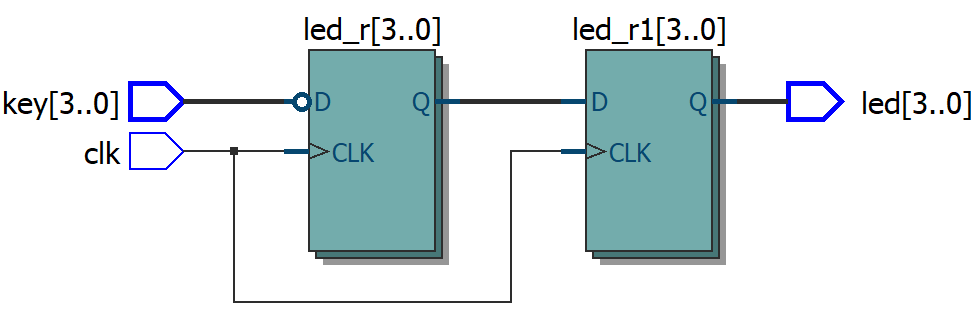 led_r[3..0]
led_r1[3..0]
key[3..0]
D
Q
D
Q
led[3..0]
clk
CLK
CLK